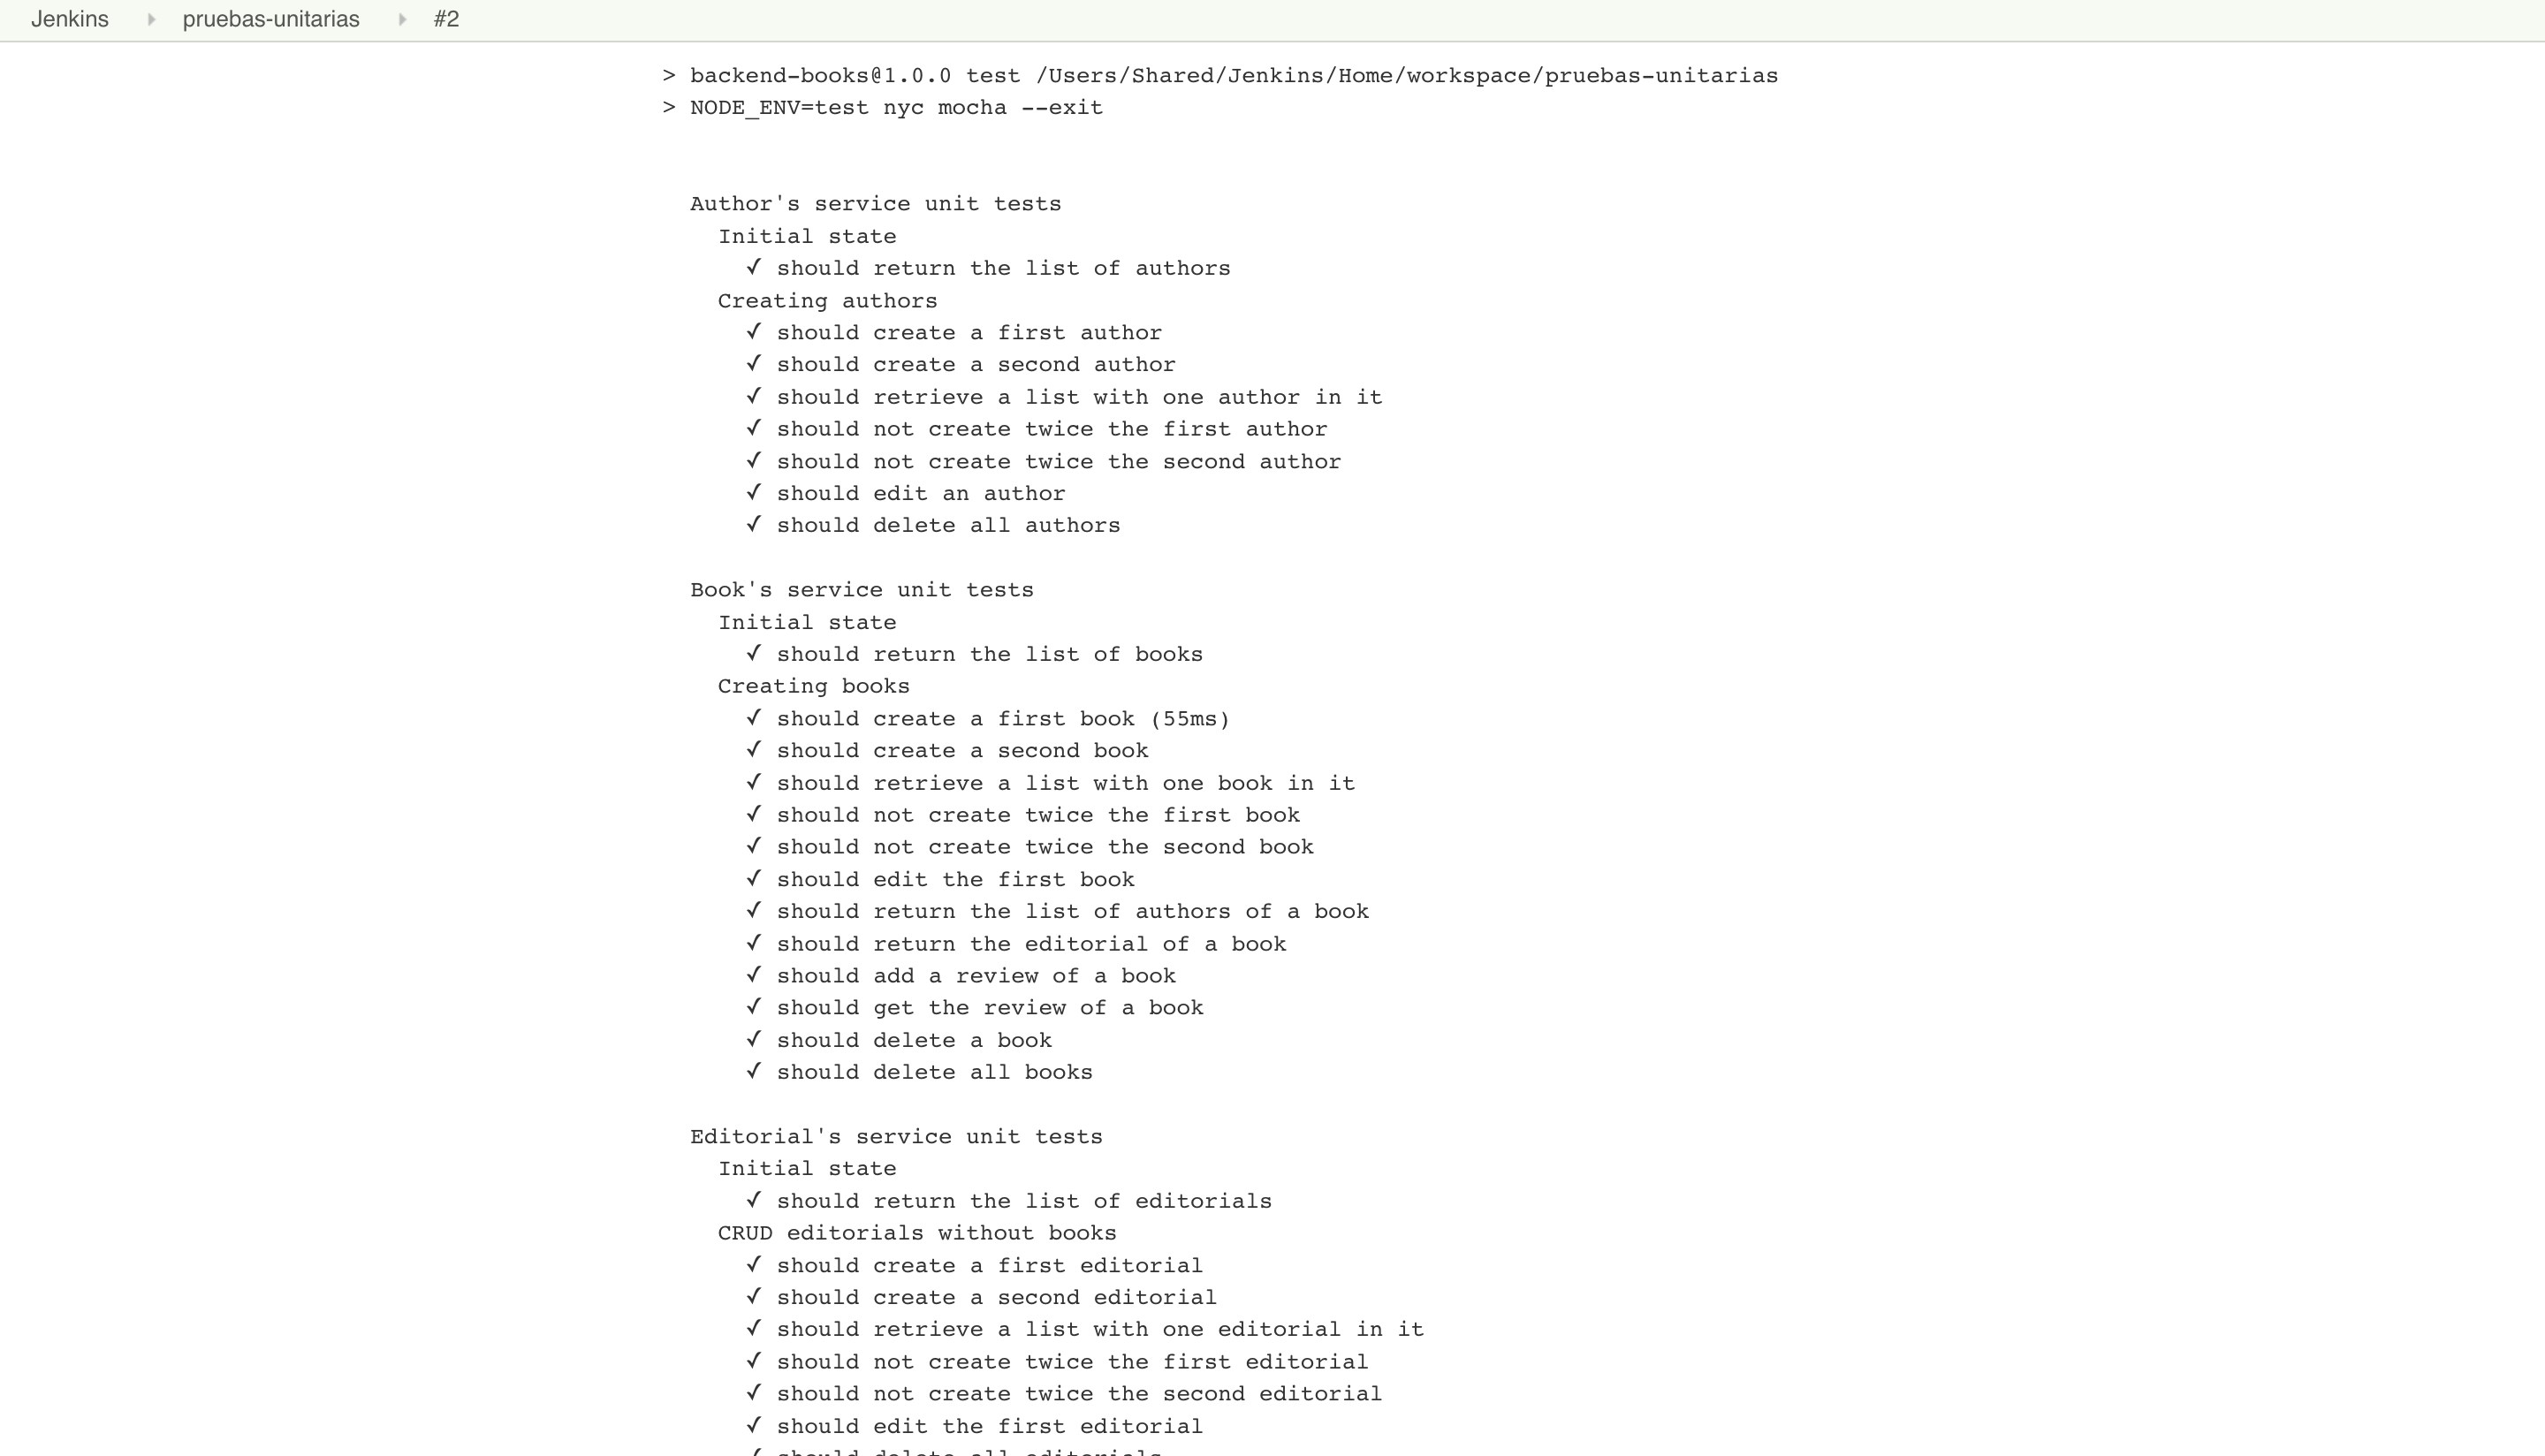 Jenkins pruebas-unitarias #2
> backend-books@1.0.0 test /Users/Shared/Jenkins/Home/workspace/pruebas-unitarias
> NODE_ENV=test nyc mocha --exit
Author's service unit tests
Initial state
✓ should return the list of authors
Creating authors
✓ should create a first author
✓ should create a second author
✓ should retrieve a list with one author in it
✓ should not create twice the first author
✓ should not create twice the second author
✓ should edit an author
✓ should delete all authors
Book's service unit tests
Initial state
✓ should return the list of books
Creating books
✓ should create a first book (55ms)
✓ should create a second book
✓ should retrieve a list with one book in it
✓ should not create twice the first book
✓ should not create twice the second book
✓ should edit the first book
✓ should return the list of authors of a book
✓ should return the editorial of a book
✓ should add a review of a book
✓ should get the review of a book
✓ should delete a book
✓ should delete all books
Editorial's service unit tests
Initial state
✓ should return the list of editorials
CRUD editorials without books
✓ should create a first editorial
✓ should create a second editorial
✓ should retrieve a list with one editorial in it
✓ should not create twice the first editorial
✓ should not create twice the second editorial
✓ should edit the first editorial
✓ should delete all editorials